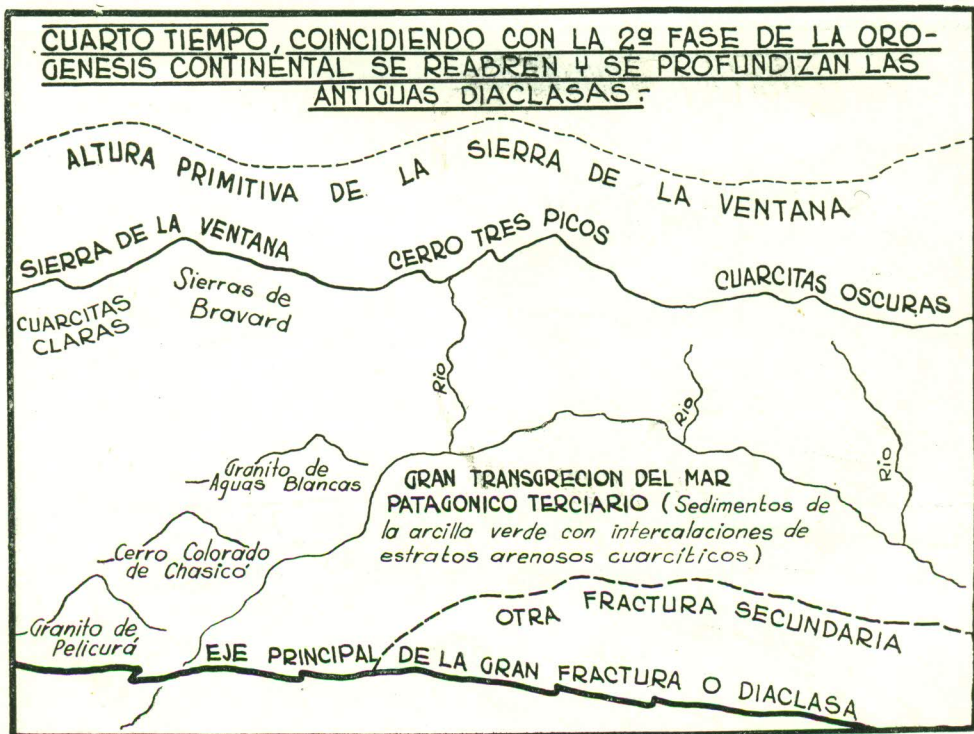 CUARTO TIEMPO, COINCIDIENDO CON LA 2ª FASE DE LA ORO-
GENESIS CONTINENTAL SE REABREN Y SE PROFUNDIZAN LAS
ANTIGUAS DIACLASAS.-
ALTURA PRIMITIVA DE LA SIERRA DE LA VENTANA
SIERRA DE LA VENTANA
CERRO TRES PICOS
CUARCITAS OSCURAS
CUARCITAS
CLARAS
Sierras de
Bravard
Río
Río
Río
Granito de
Aguas Blancas
GRAN TRANSGRECION DEL MAR
PATAGONICO TERCIARIO (Sedimentos de
la arcilla verde con intercalaciones de
estratos arenosos cuarcíticos)
Cerro Colorado
de Chasicó
Granito de
Pelicurá
OTRA FRACTURA SECUNDARIA
EJE PRINCIPAL DE LA GRAN FRACTURA O DIACLASA